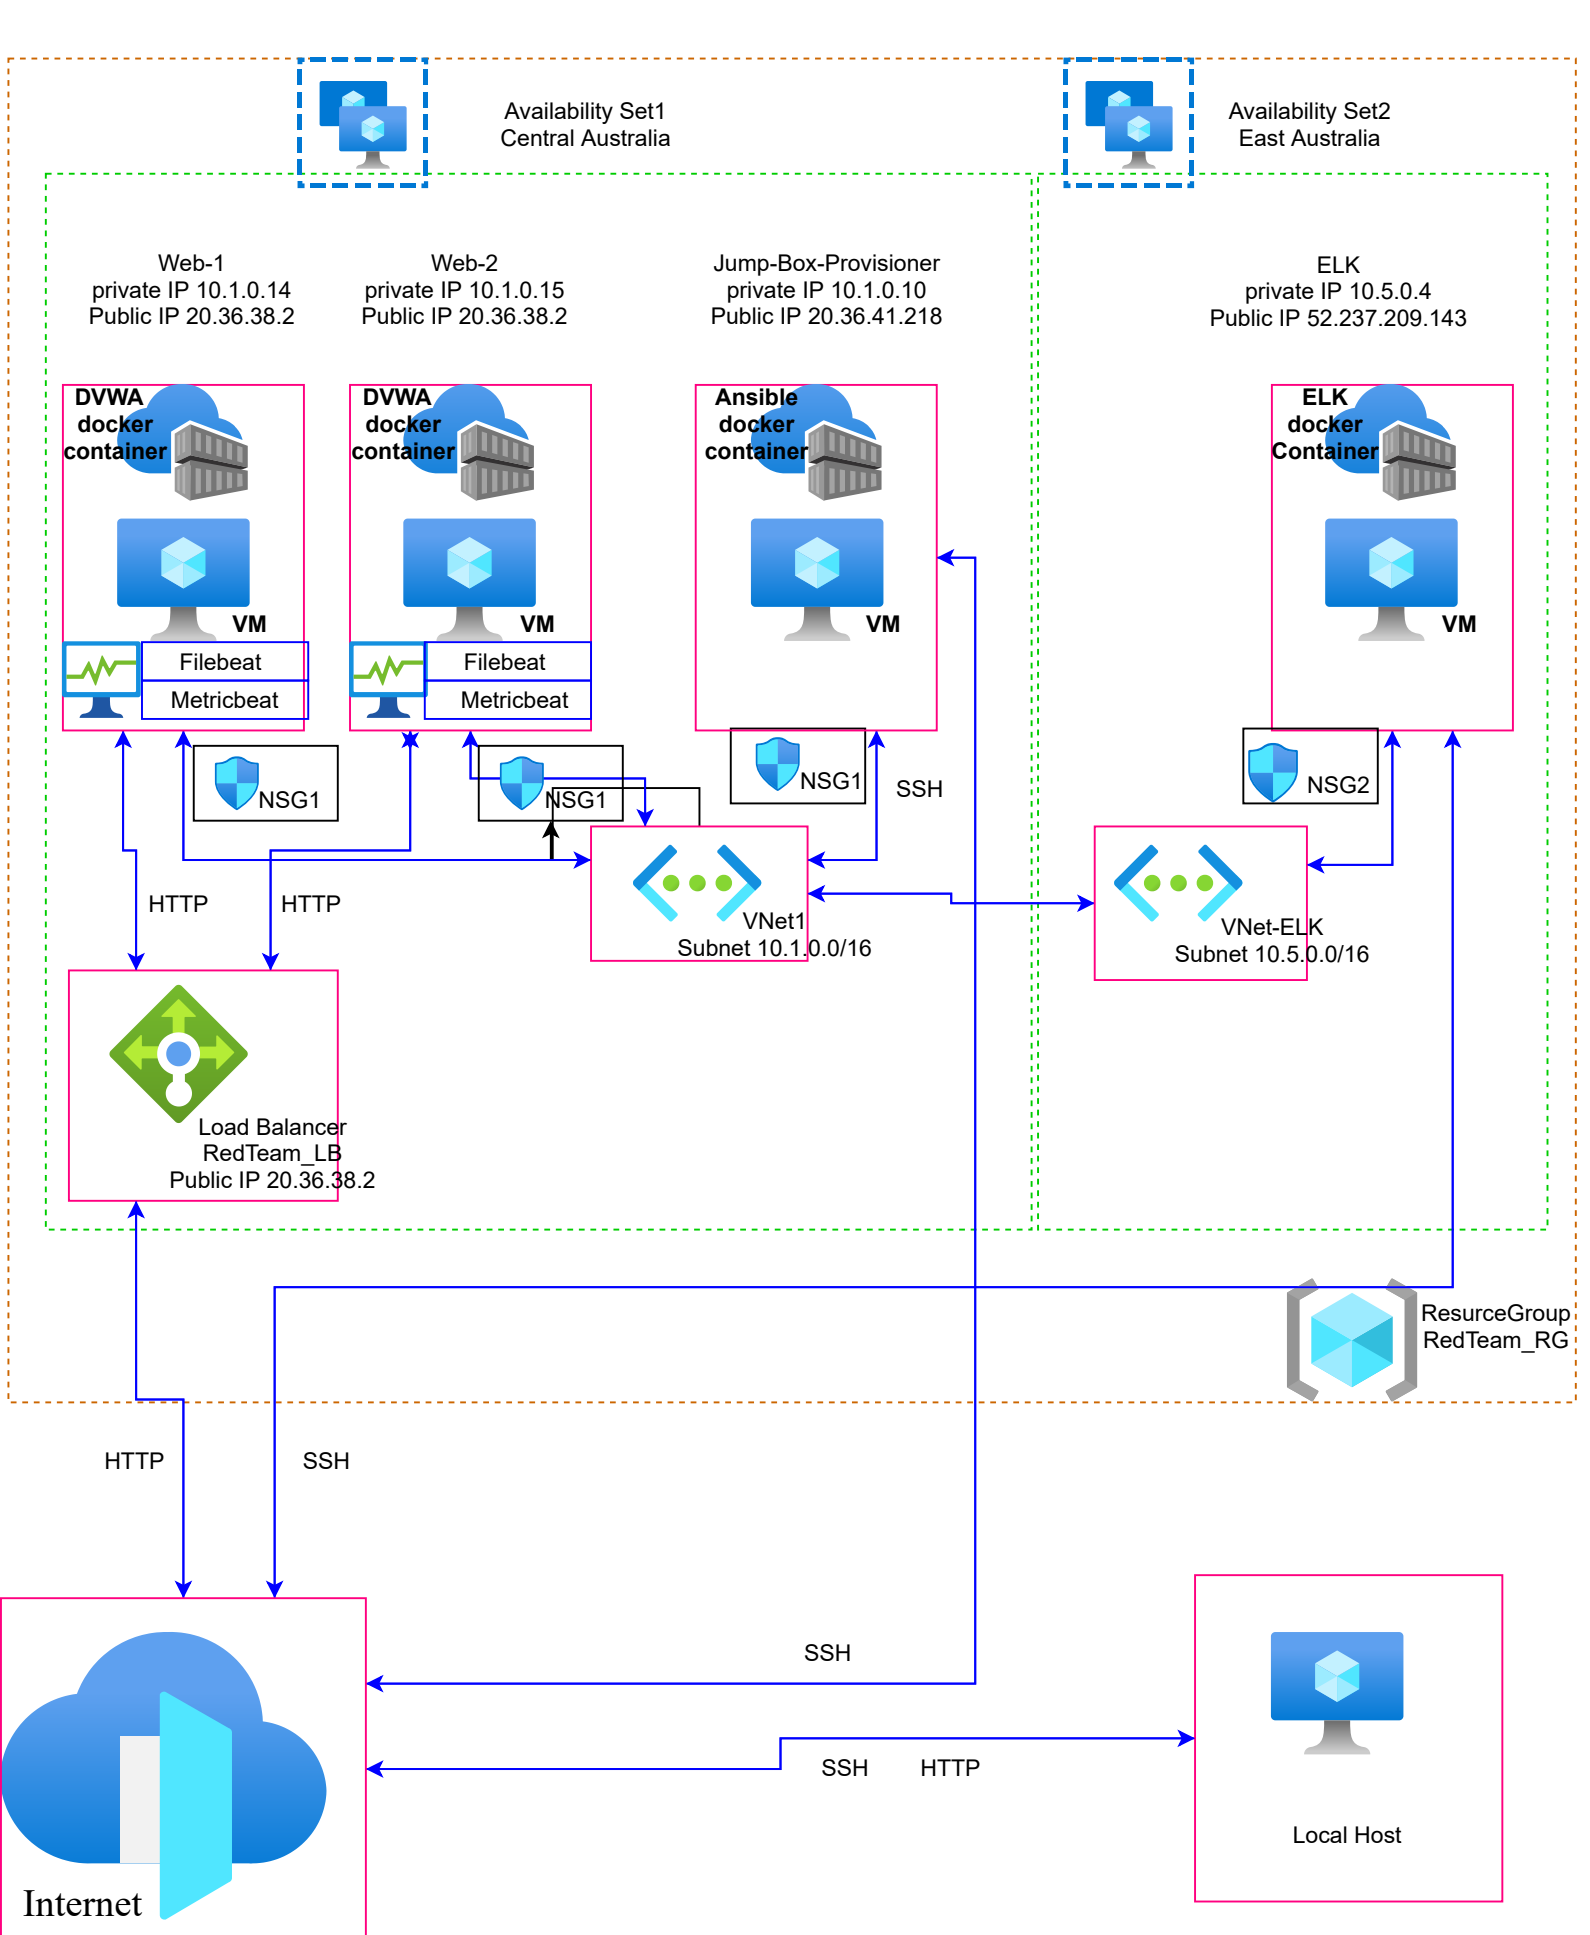 Availability Set1
Central Australia
Availability Set2
East Australia
Web-1
private IP 10.1.0.14
Public IP 20.36.38.2
Web-2
private IP 10.1.0.15
Public IP 20.36.38.2
Jump-Box-Provisioner
private IP 10.1.0.10
Public IP 20.36.41.218
ELK
private IP 10.5.0.4
Public IP 52.237.209.143
DVWA
docker
container
DVWA
docker
container
Ansible
docker
container
ELK
docker
Container
VM
VM
VM
VM
Filebeat
Metricbeat
Filebeat
Metricbeat
NSG1
NSG1
NSG1
SSH
NSG2
HTTP
HTTP
VNet1
Subnet 10.1.0.0/16
VNet-ELK
Subnet 10.5.0.0/16
Load Balancer
RedTeam_LB
Public IP 20.36.38.2
ResurceGroup
RedTeam_RG
HTTP
SSH
SSH
SSH
HTTP
Local Host
Internet